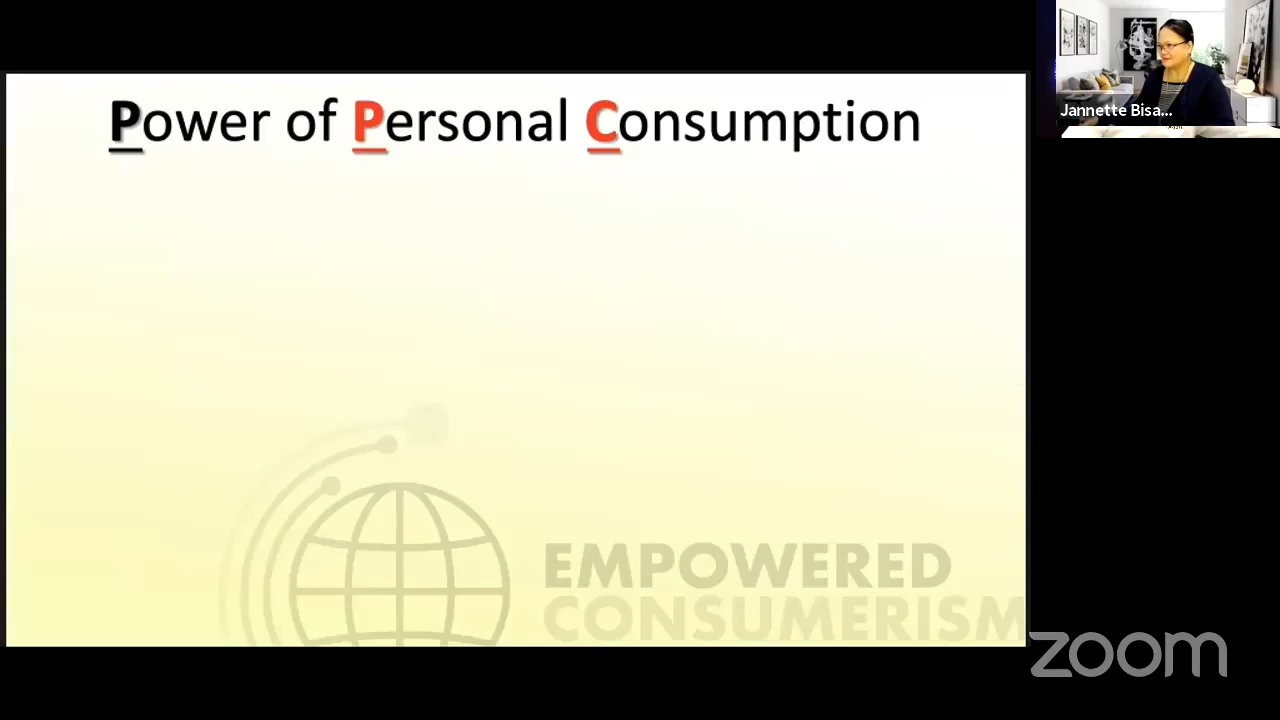 Power of Personal Consumption
Jannette Bisa...
EMPOWERED
CONSUMERISM
zoom